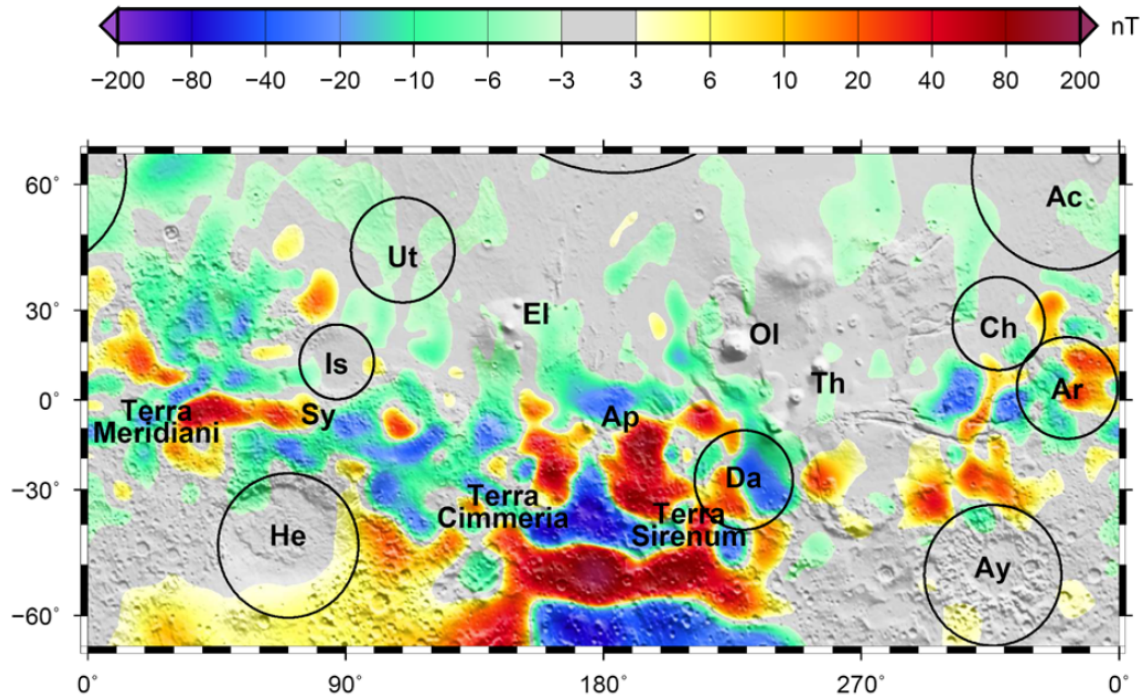 nT
−200 −80 −40 −20 −10 −6 −3 3 6 10 20 40 80 200
60°
Ac
Ut
30°
El
Ol
Ch
Is
Th
Ar
0°
Terra
Meridiani
Sy
Ap
−30°
Da
Terra
Cimmeria
Terra
Sirenum
He
Ay
−60°
0° 90° 180° 270° 0°